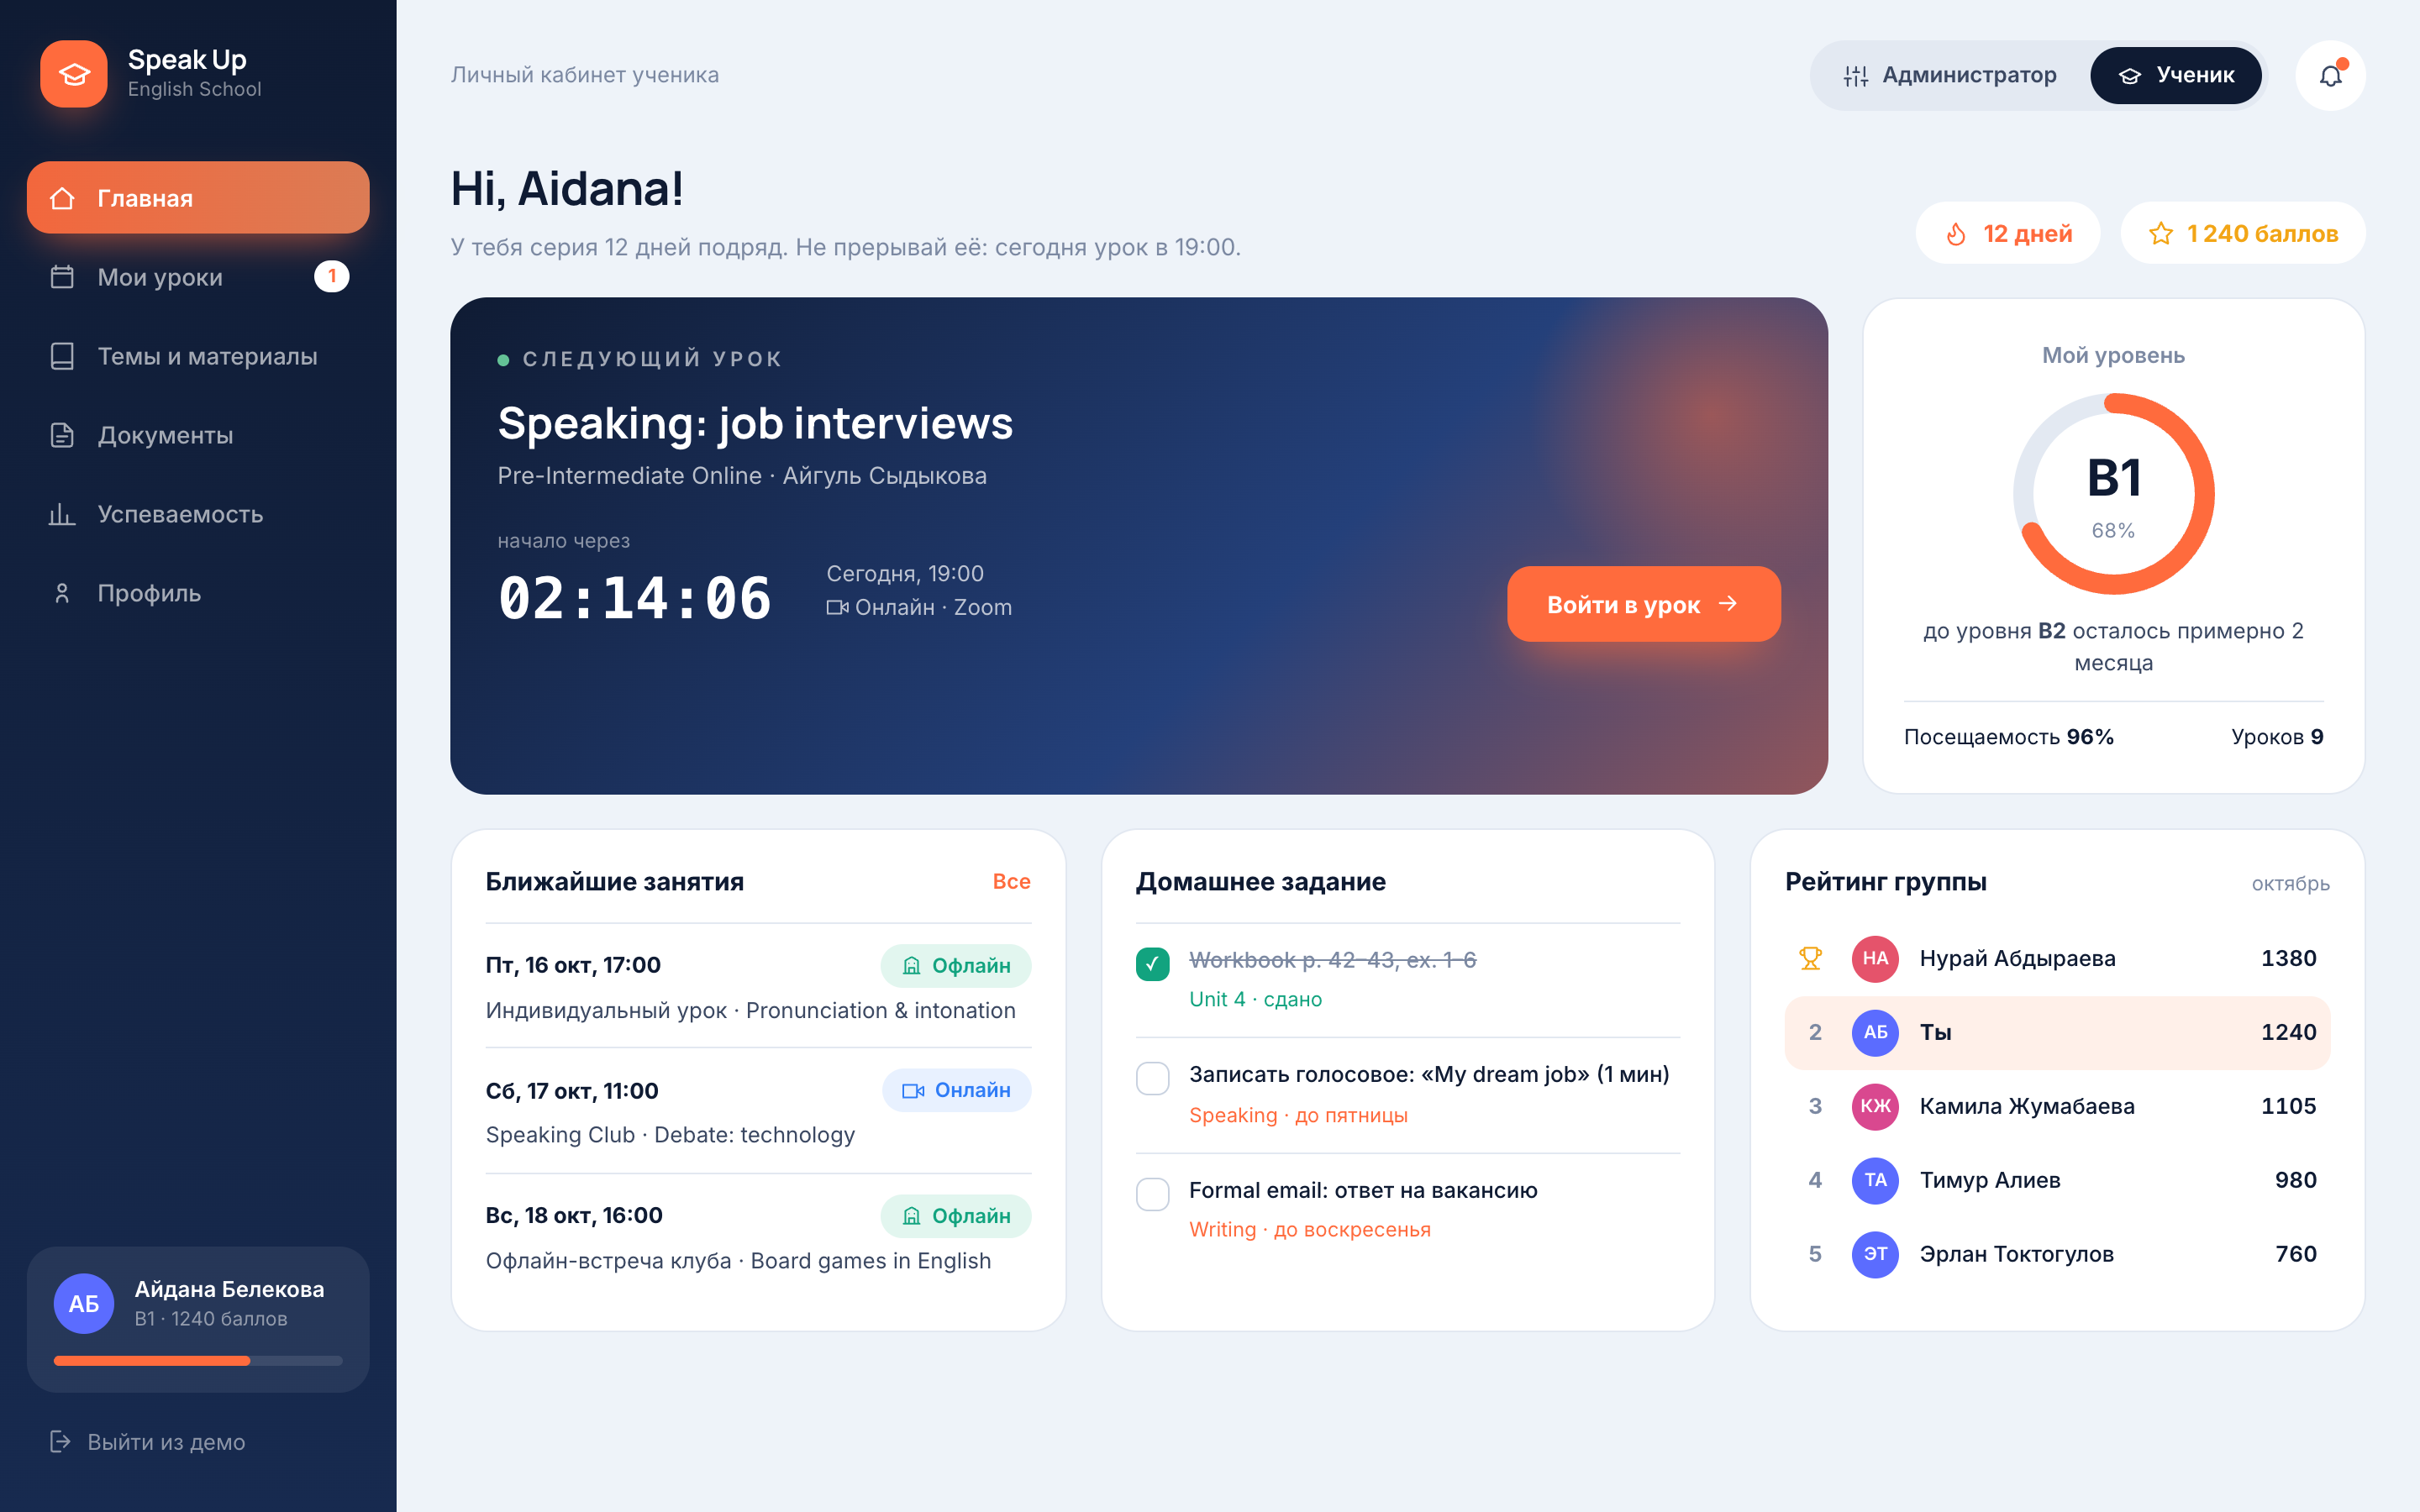 Speak Up
English School
Главная
Мои уроки
1
Темы и материалы
Документы
Успеваемость
Профиль
АБ
Айдана Белекова
B1 · 1240 баллов
Выйти из демо
Личный кабинет ученика
Администратор
Ученик
Hi, Aidana!
У тебя серия 12 дней подряд. Не прерывай её: сегодня урок в 19:00.
12 дней
1 240 баллов
СЛЕДУЮЩИЙ УРОК
Speaking: job interviews
Pre-Intermediate Online · Айгуль Сыдыкова
начало через
02:14:06
Сегодня, 19:00
Онлайн · Zoom
Войти в урок
Мой уровень
B1
68%
до уровня B2 осталось примерно 2
месяца
Посещаемость 96%
Уроков 9
Ближайшие занятия
Все
Пт, 16 окт, 17:00
Офлайн
Индивидуальный урок · Pronunciation & intonation
Сб, 17 окт, 11:00
Онлайн
Speaking Club · Debate: technology
Вс, 18 окт, 16:00
Офлайн
Офлайн-встреча клуба · Board games in English
Домашнее задание
Workbook p. 42–43, ex. 1–6
Unit 4 · сдано
Записать голосовое: «My dream job» (1 мин)
Speaking · до пятницы
Formal email: ответ на вакансию
Writing · до воскресенья
Рейтинг группы
октябрь
НА Нурай Абдыраева 1380
2 АБ Ты 1240
3 КЖ Камила Жумабаева 1105
4 ТА Тимур Алиев 980
5 ЭТ Эрлан Токтогулов 760